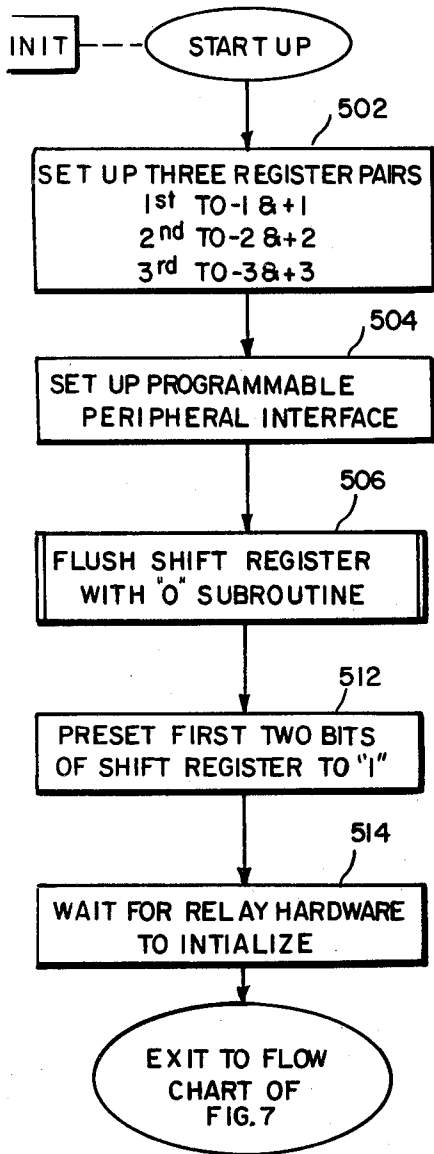 INIT
START UP
502
SET UP THREE REGISTER PAIRS
1st TO-1 & +1
2nd TO-2 & +2
3rd TO-3 & +3
504
SET UP PROGRAMMABLE
PERIPHERAL INTERFACE
506
FLUSH SHIFT REGISTER
WITH "0" SUBROUTINE
512
PRESET FIRST TWO BITS
OF SHIFT REGISTER TO "1"
514
WAIT FOR RELAY HARDWARE
TO INTIALIZE
EXIT TO FLOW
CHART OF
FIG.7